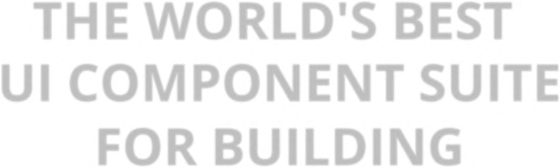 THE WORLD'S BEST
UI COMPONENT SUITE
FOR BUILDING